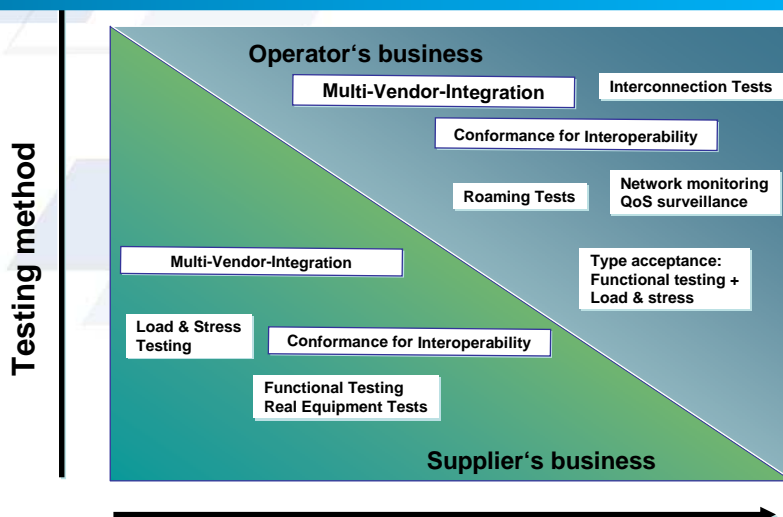 Operator‘s business
Multi-Vendor-Integration
Interconnection Tests
Conformance for Interoperability
Roaming Tests
Network monitoring
QoS surveillance
Type acceptance:
Functional testing +
Load & stress
Testing method
Multi-Vendor-Integration
Load & Stress
Testing
Conformance for Interoperability
Functional Testing
Real Equipment Tests
Supplier‘s business